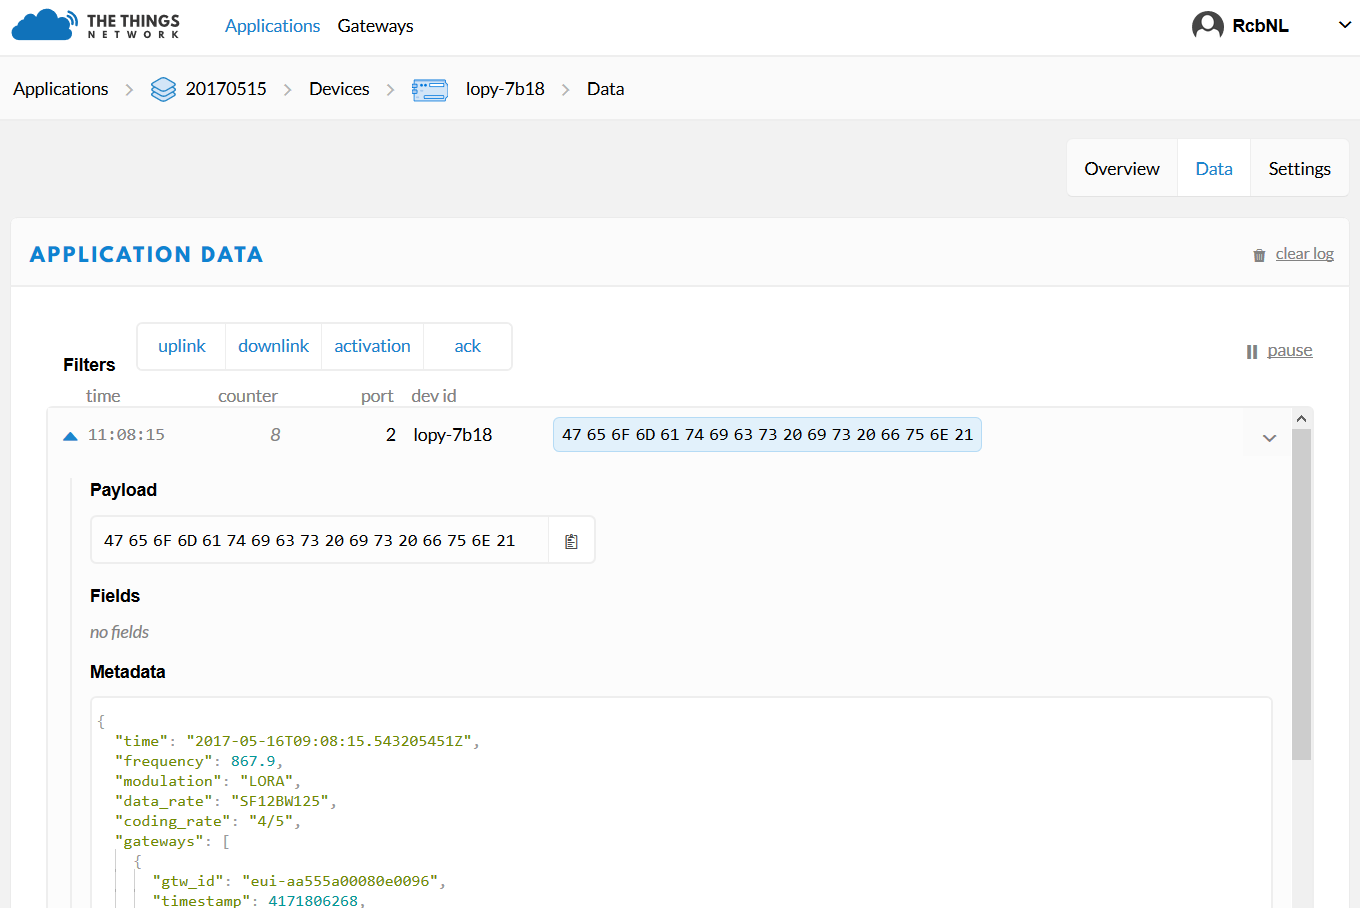 THE THINGS
NETWORK
Applications Gateways
RcbNL
Applications 20170515 Devices lopy-7b18 Data
Overview Data Settings
APPLICATION DATA
clear log
Filters uplink downlink activation ack
pause
time counter port dev id
11:08:15 8 2 lopy-7b18 47 65 6F 6D 61 74 69 63 73 20 69 73 20 66 75 6E 21
Payload
47 65 6F 6D 61 74 69 63 73 20 69 73 20 66 75 6E 21
Fields
no fields
Metadata
{
"time": "2017-05-16T09:08:15.543205451Z",
"frequency": 867.9,
"modulation": "LORA",
"data_rate": "SF12BW125",
"coding_rate": "4/5",
"gateways": [
{
"gtw_id": "eui-aa555a00080e0096",
"timestamp": 4171806268,